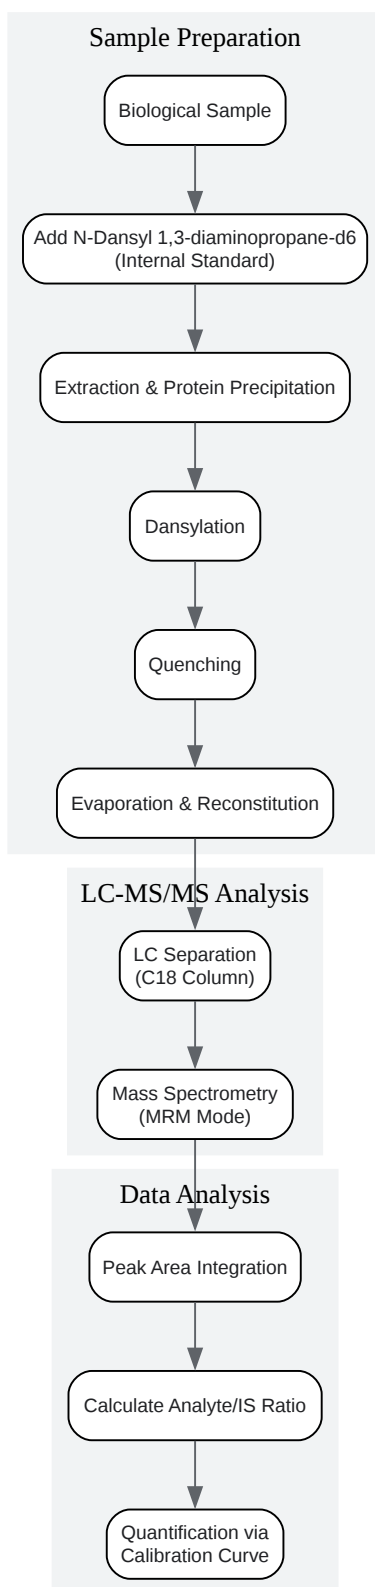 Sample Preparation
Biological Sample
Add N-Dansyl 1,3-diaminopropane-d6
(Internal Standard)
Extraction & Protein Precipitation
Dansylation
Quenching
Evaporation & Reconstitution
LC-MS/MS Analysis
LC Separation
(C18 Column)
Mass Spectrometry
(MRM Mode)
Data Analysis
Peak Area Integration
Calculate Analyte/IS Ratio
Quantification via
Calibration Curve